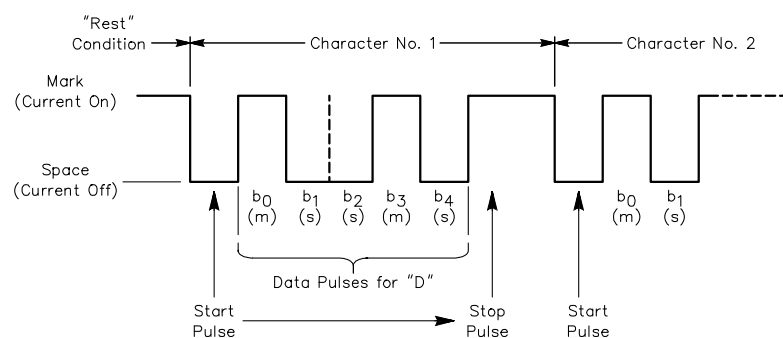 "Rest"
Condition
Character No. 1
Character No. 2
Mark
(Current On)
Space
(Current Off)
b0 b1 b2 b3 b4 b0 b1
(m) (s) (s) (m) (s) (m) (s)
Data Pulses for "D"
Start Stop Start
Pulse Pulse Pulse